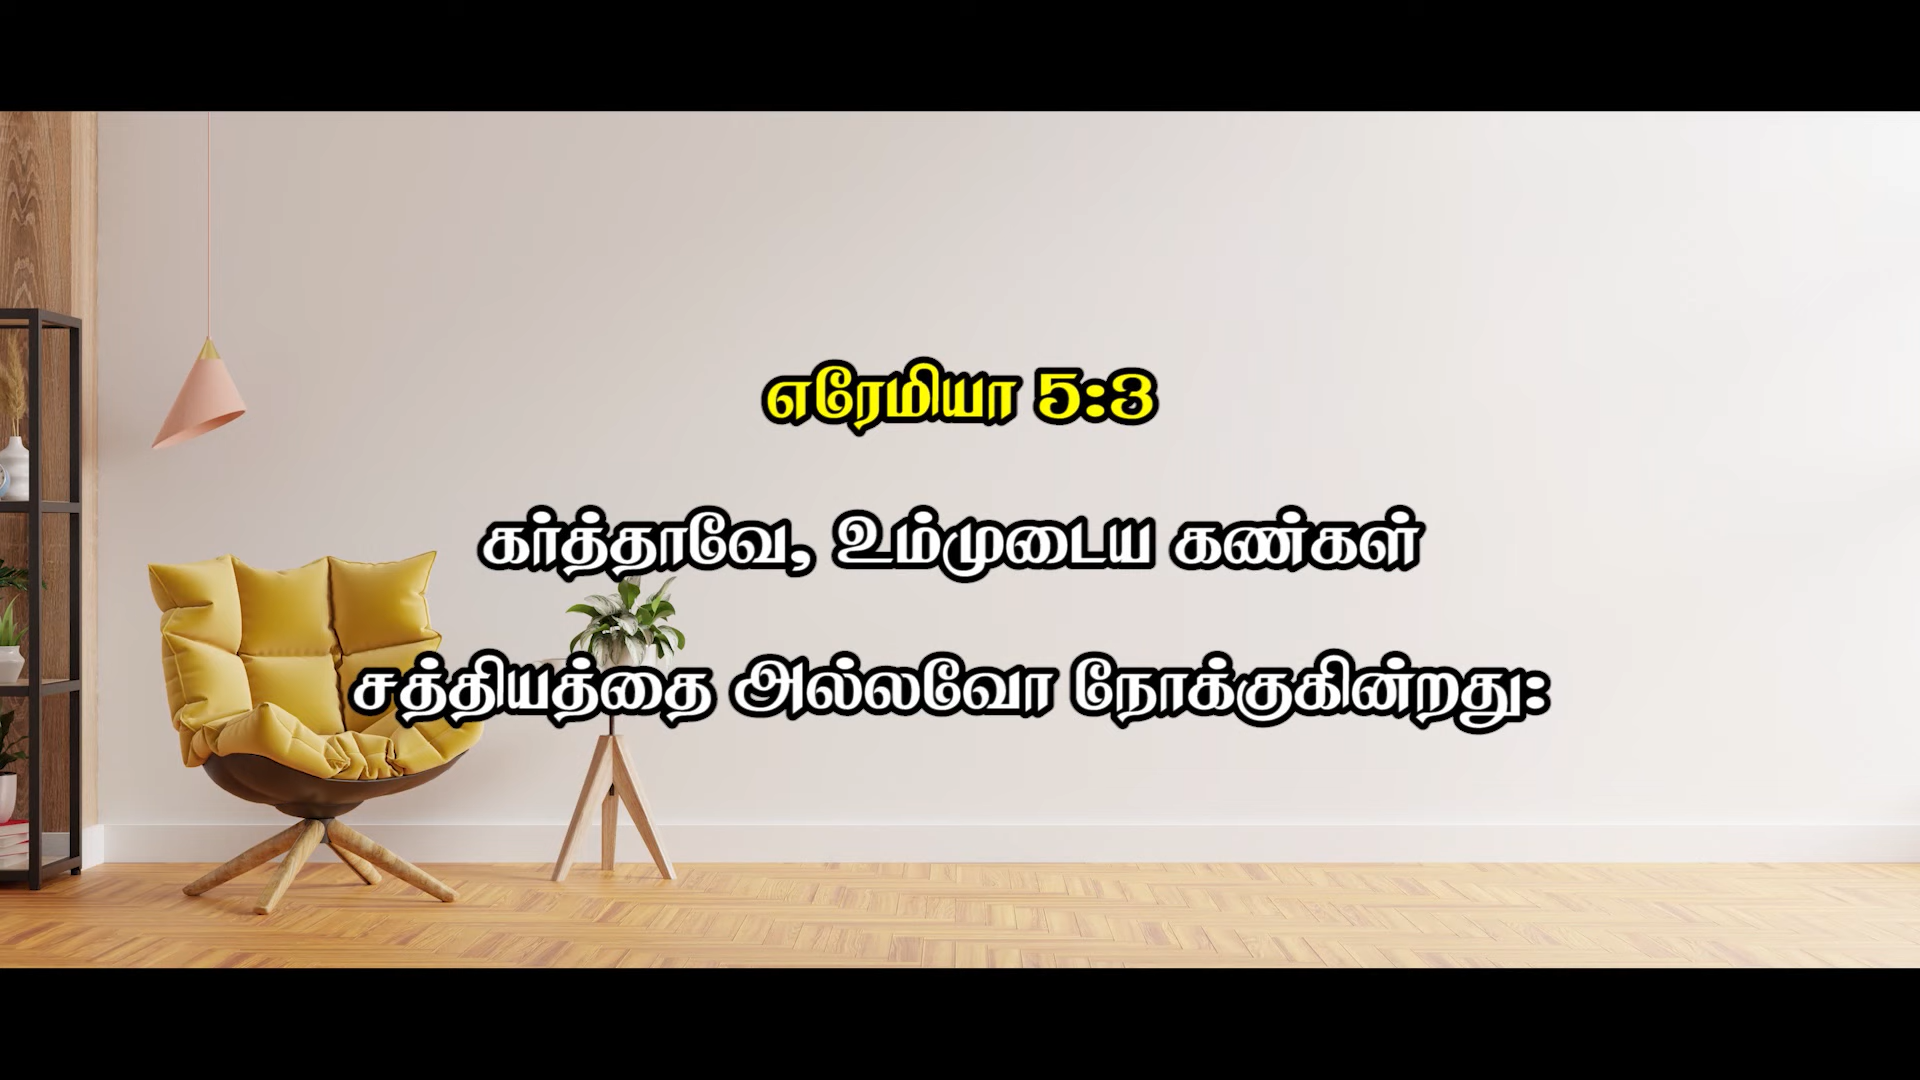 எரேமியா 5:3
கர்த்தாவே, உம்முடைய கண்கள்
சத்தியத்தை அல்லவோ நோக்குகின்றது: